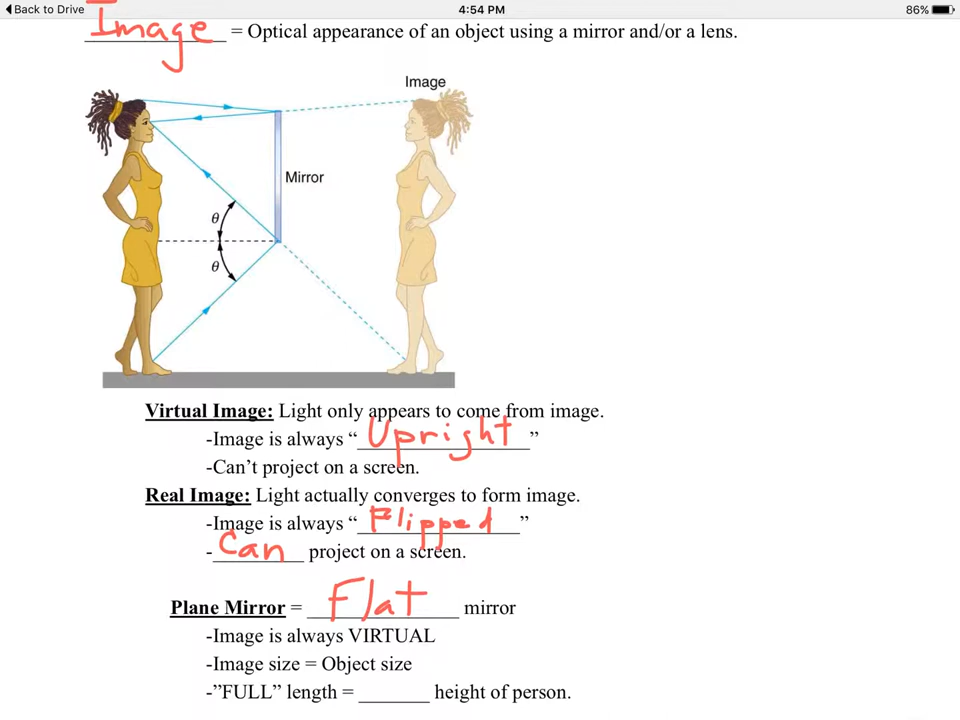 Back to Drive 4:54 PM 86%
Image = Optical appearance of an object using a mirror and/or a lens.
Image
Mirror
θ
θ
Virtual Image: Light only appears to come from image.
-Image is always “Upright”
-Can’t project on a screen.
Real Image: Light actually converges to form image.
-Image is always “Flipped”
-Can project on a screen.
Plane Mirror = Flat mirror
-Image is always VIRTUAL
-Image size = Object size
-”FULL” length = _______ height of person.